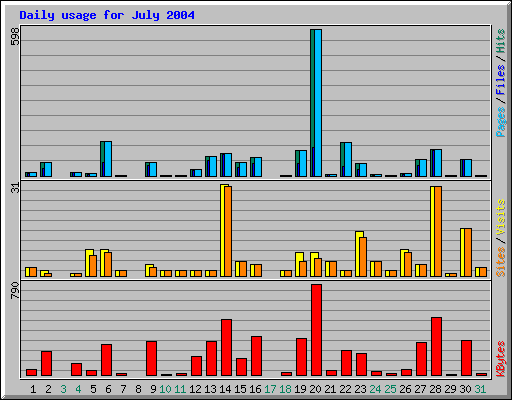 Daily usage for July 2004
598
Pages / Files / Hits
31
Sites / Visits
790
KBytes
1 2 3 4 5 6 7 8 9 10 11 12 13 14 15 16 17 18 19 20 21 22 23 24 25 26 27 28 29 30 31